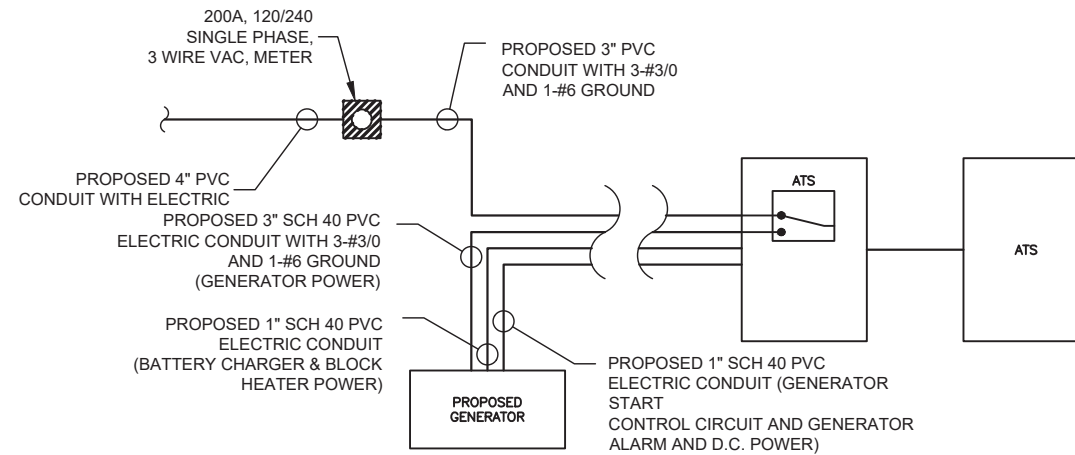 200A, 120/240
SINGLE PHASE,
3 WIRE VAC, METER
PROPOSED 3" PVC
CONDUIT WITH 3-#3/0
AND 1-#6 GROUND
PROPOSED 4" PVC
CONDUIT WITH ELECTRIC
PROPOSED 3" SCH 40 PVC
ELECTRIC CONDUIT WITH 3-#3/0
AND 1-#6 GROUND
(GENERATOR POWER)
PROPOSED 1" SCH 40 PVC
ELECTRIC CONDUIT
(BATTERY CHARGER & BLOCK
HEATER POWER)
PROPOSED
GENERATOR
PROPOSED 1" SCH 40 PVC
ELECTRIC CONDUIT (GENERATOR
START
CONTROL CIRCUIT AND GENERATOR
ALARM AND D.C. POWER)
ATS
ATS